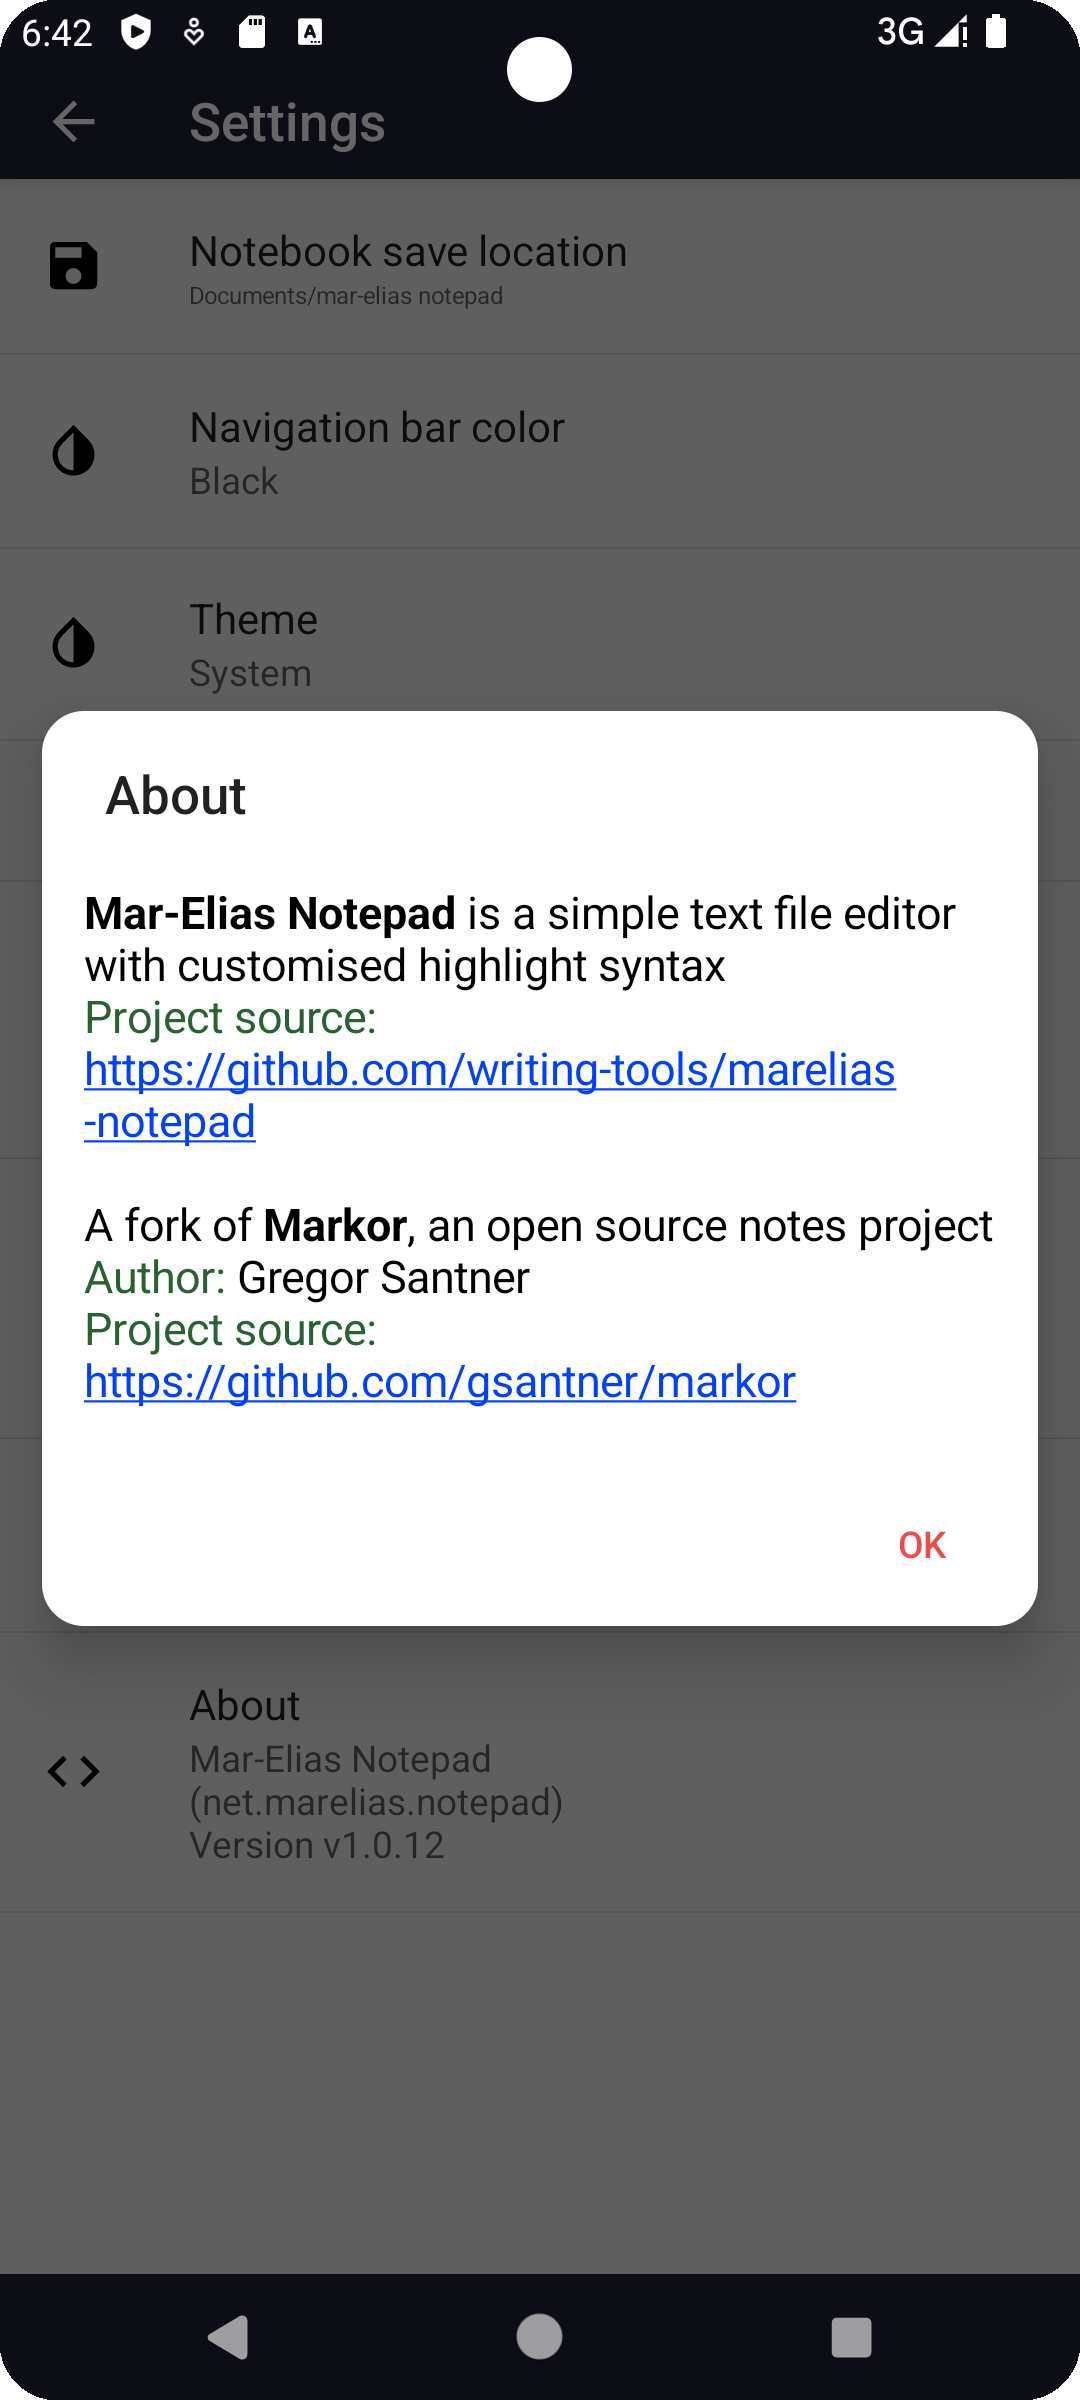 6:42
3G
Settings
Notebook save location
Documents/mar-elias notepad
Navigation bar color
Black
Theme
System
About
Mar-Elias Notepad is a simple text file editor
with customised highlight syntax
Project source:
https://github.com/writing-tools/marelias
-notepad
A fork of Markor, an open source notes project
Author: Gregor Santner
Project source:
https://github.com/gsantner/markor
OK
About
Mar-Elias Notepad
(net.marelias.notepad)
Version v1.0.12